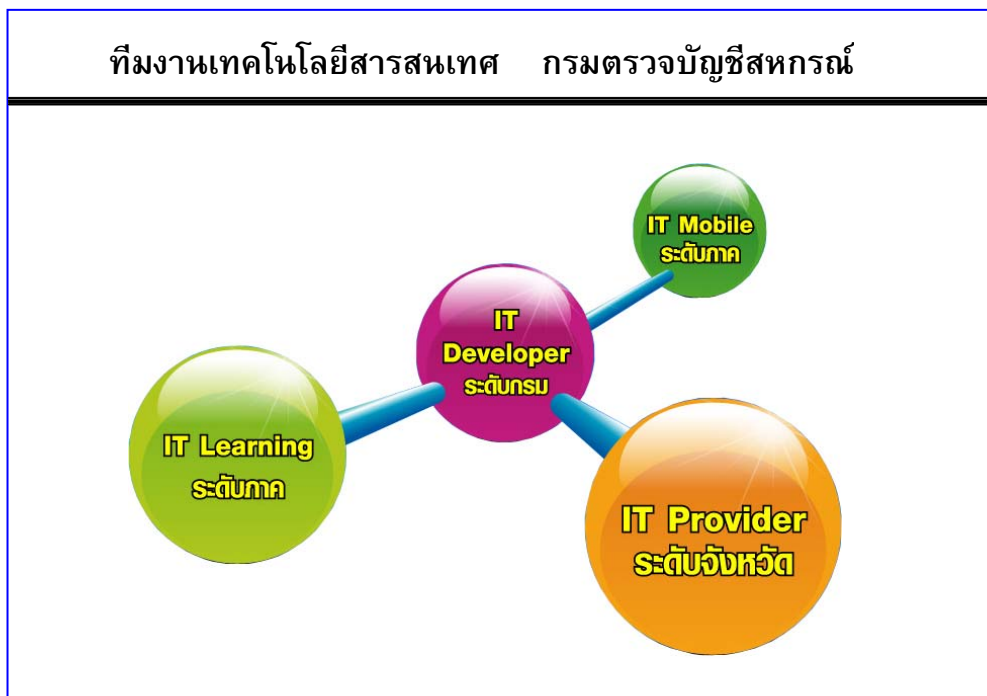 ทีมงานเทคโนโลยีสารสนเทศ กรมตรวจบัญชีสหกรณ์
IT Mobile
ระดับภาค
IT
Developer
ระดับกรม
IT Learning
ระดับภาค
IT Provider
ระดับจังหวัด